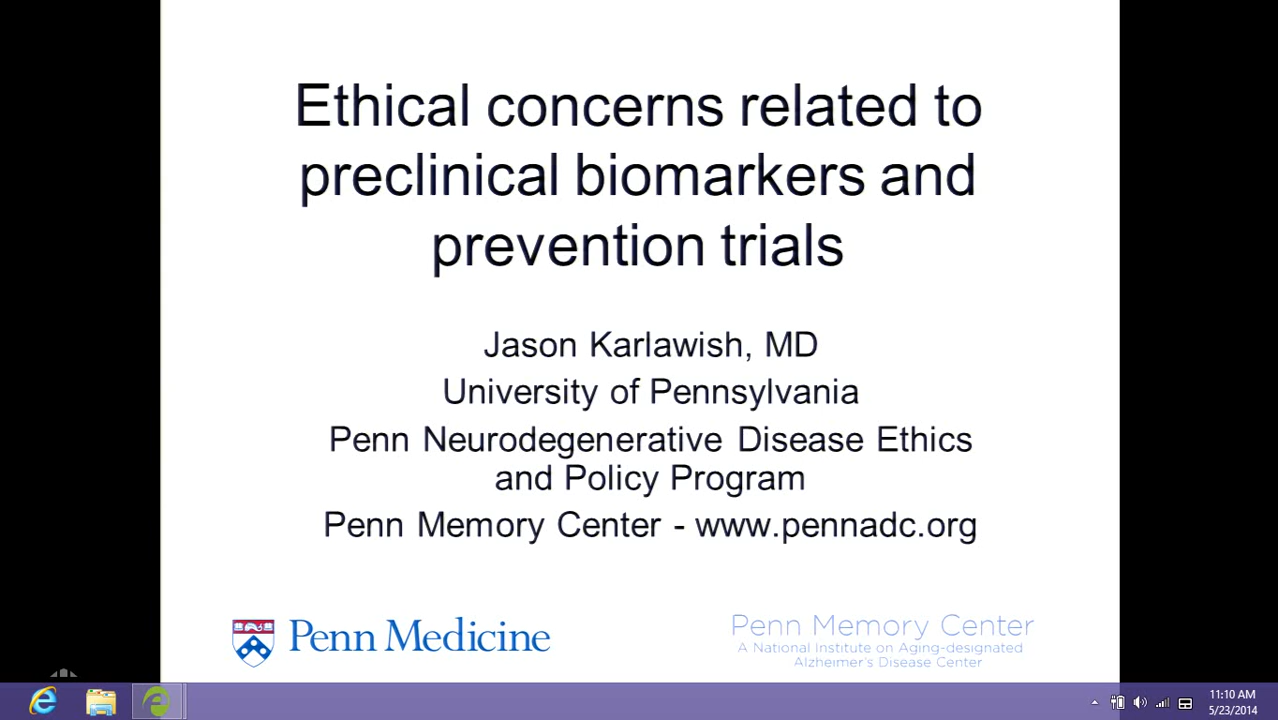 Ethical concerns related to
preclinical biomarkers and
prevention trials
Jason Karlawish, MD
University of Pennsylvania
Penn Neurodegenerative Disease Ethics
and Policy Program
Penn Memory Center - www.pennadc.org
Penn Medicine
Penn Memory Center
A National Institute on Aging-designated
Alzheimer's Disease Center
11:10 AM
5/23/2014